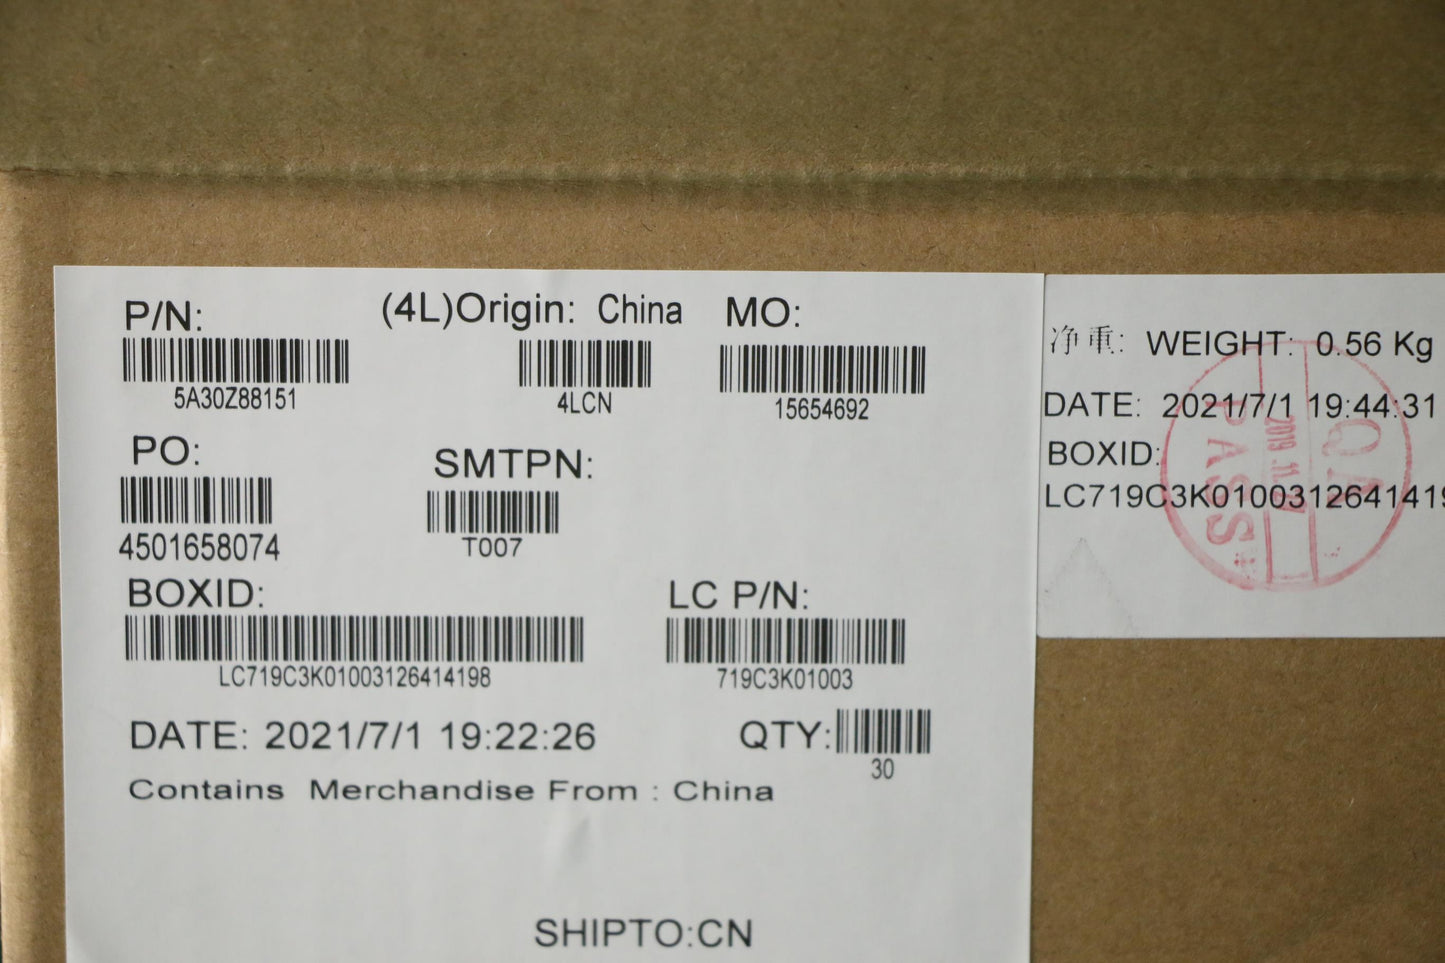 P/N:
5A30Z88151
(4L)Origin: China
4LCN
MO:
15654692
PO:
4501658074
SMTPN:
T007
BOXID:
LC719C3K01003126414198
LC P/N:
719C3K01003
DATE: 2021/7/1 19:22:26
QTY:
30
Contains Merchandise From : China
SHIPTO:CN
净重: WEIGHT: 0.56 Kg
DATE: 2021/7/1 19:44:31
BOXID:
LC719C3K0100312641419
PASS